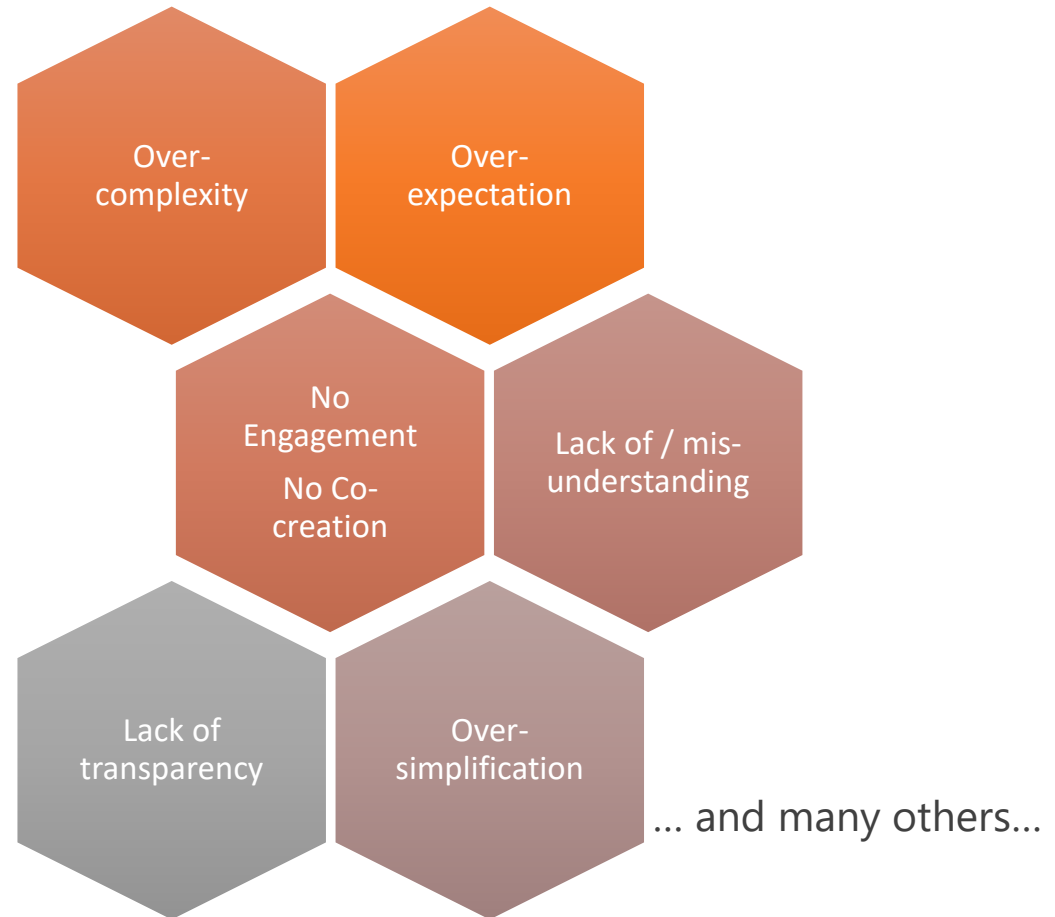 Over-
complexity
Over-
expectation
No
Engagement
No Co-
creation
Lack of / mis-
understanding
Lack of
transparency
Over-
simplification
... and many others...